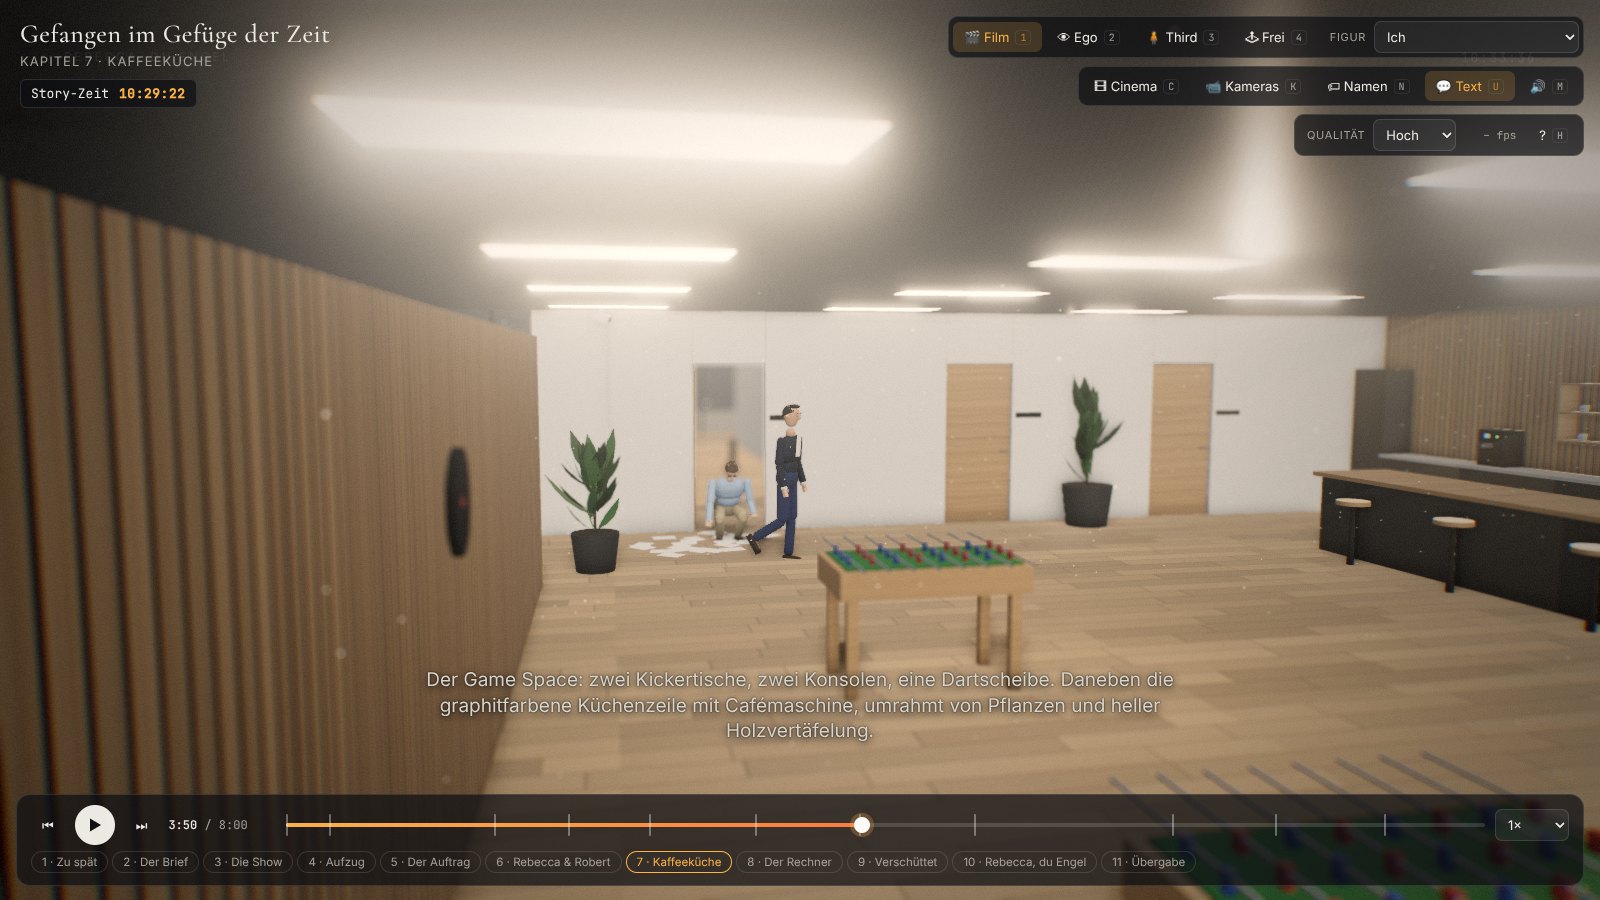 Gefangen im Gefüge der Zeit
KAPITEL 7 · KAFFEEKÜCHE
Story-Zeit 10:29:22
Film 1 Ego 2 Third 3 Frei 4 FIGUR Ich
Cinema C Kameras K Namen N Text U M
QUALITÄT Hoch – fps ? H
Der Game Space: zwei Kickertische, zwei Konsolen, eine Dartscheibe. Daneben die
graphitfarbene Küchenzeile mit Cafémaschine, umrahmt von Pflanzen und heller
Holzvertäfelung.
3:50 / 8:00 1×
1 · Zu spät 2 · Der Brief 3 · Die Show 4 · Aufzug 5 · Der Auftrag 6 · Rebecca & Robert 7 · Kaffeeküche 8 · Der Rechner 9 · Verschüttet 10 · Rebecca, du Engel 11 · Übergabe